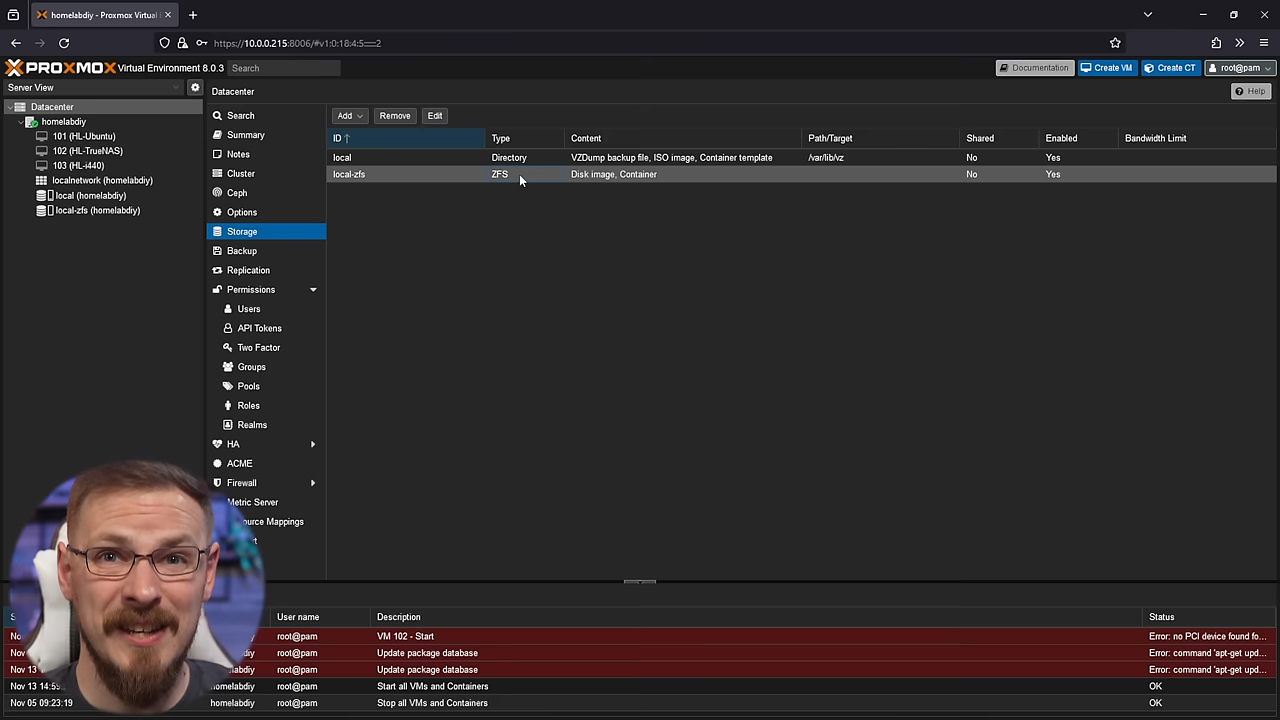 homelabdiy - Proxmox Virtual E
https://10.0.0.215:8006/#v1:0:18:4:5:::::::2
PROXMOX Virtual Environment 8.0.3 Search Documentation Create VM Create CT root@pam
Server View
Datacenter
homelabdiy
101 (HL-Ubuntu)
102 (HL-TrueNAS)
103 (HL-i440)
localnetwork (homelabdiy)
local (homelabdiy)
local-zfs (homelabdiy)
Datacenter Help
Search
Summary
Notes
Cluster
Ceph
Options
Storage
Backup
Replication
Permissions
Users
API Tokens
Two Factor
Groups
Pools
Roles
Realms
HA
ACME
Firewall
Metric Server
ource Mappings
Add Remove Edit
ID Type Content Path/Target Shared Enabled Bandwidth Limit
local Directory VZDump backup file, ISO image, Container template /var/lib/vz No Yes
local-zfs ZFS Disk image, Container No Yes
User name Description Status
root@pam VM 102 - Start Error: no PCI device found fo...
root@pam Update package database Error: command 'apt-get upd...
Nov 13 root@pam Update package database Error: command 'apt-get upd...
Nov 13 14:59 homelabdiy root@pam Start all VMs and Containers OK
Nov 05 09:23:19 homelabdiy root@pam Stop all VMs and Containers OK